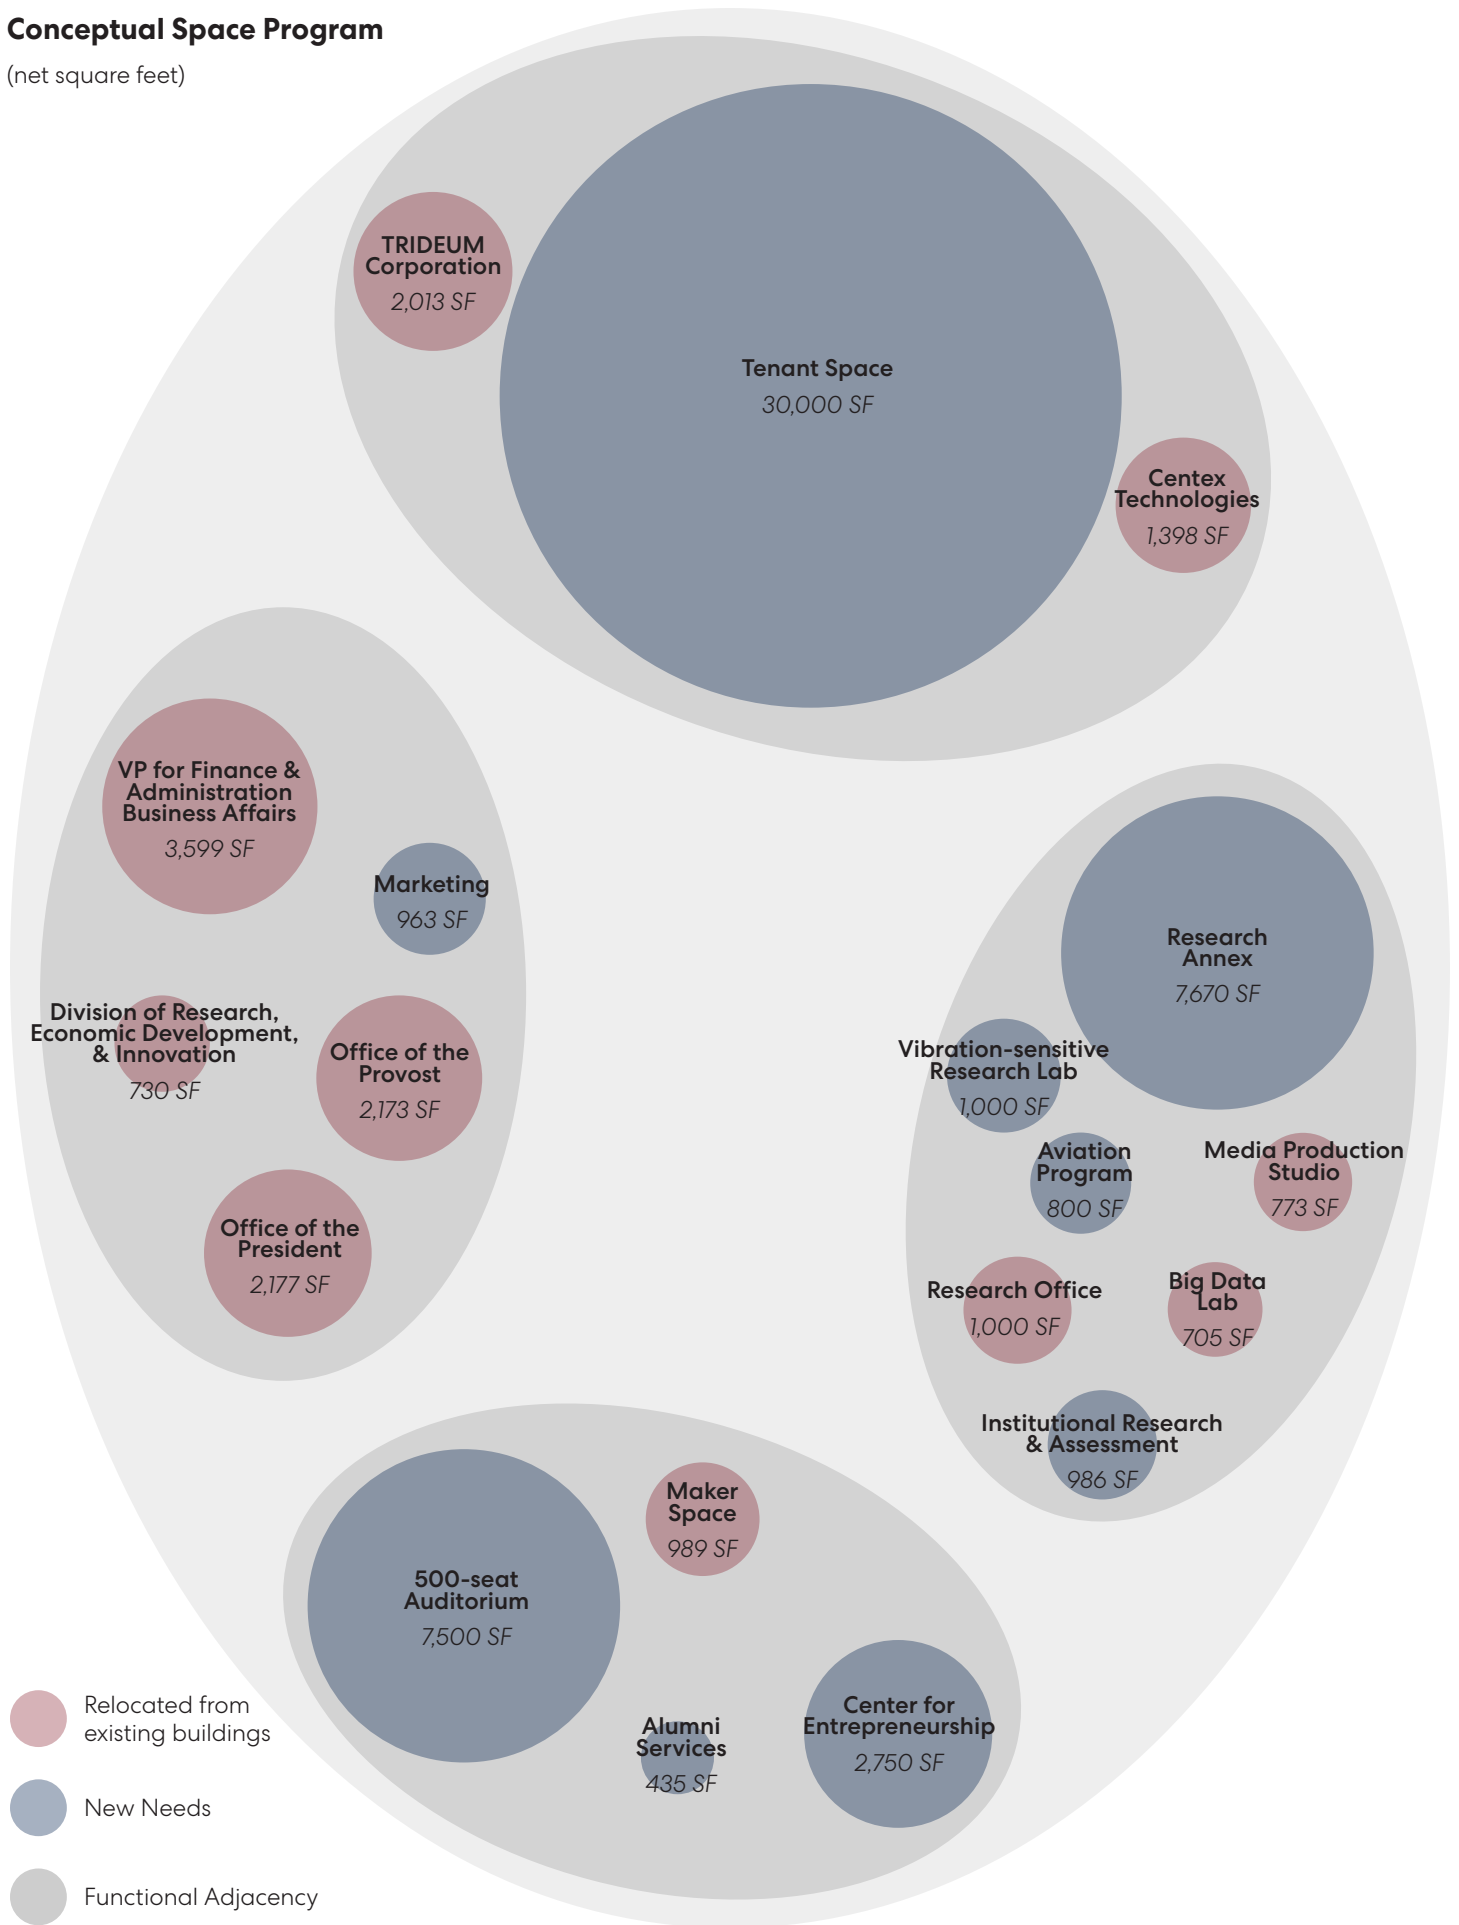 Conceptual Space Program
(net square feet)
TRIDEUM
Corporation
2,013 SF
Tenant Space
30,000 SF
Centex
Technologies
1,398 SF
VP for Finance &
Administration
Business Affairs
3,599 SF
Marketing
963 SF
Division of Research,
Economic Development,
& Innovation
730 SF
Office of the
Provost
2,173 SF
Office of the
President
2,177 SF
Research
Annex
7,670 SF
Vibration-sensitive
Research Lab
1,000 SF
Aviation
Program
800 SF
Media Production
Studio
773 SF
Research Office
1,000 SF
Big Data
Lab
705 SF
Institutional Research
& Assessment
986 SF
Maker
Space
989 SF
500-seat
Auditorium
7,500 SF
Alumni
Services
435 SF
Center for
Entrepreneurship
2,750 SF
Relocated from
existing buildings
New Needs
Functional Adjacency